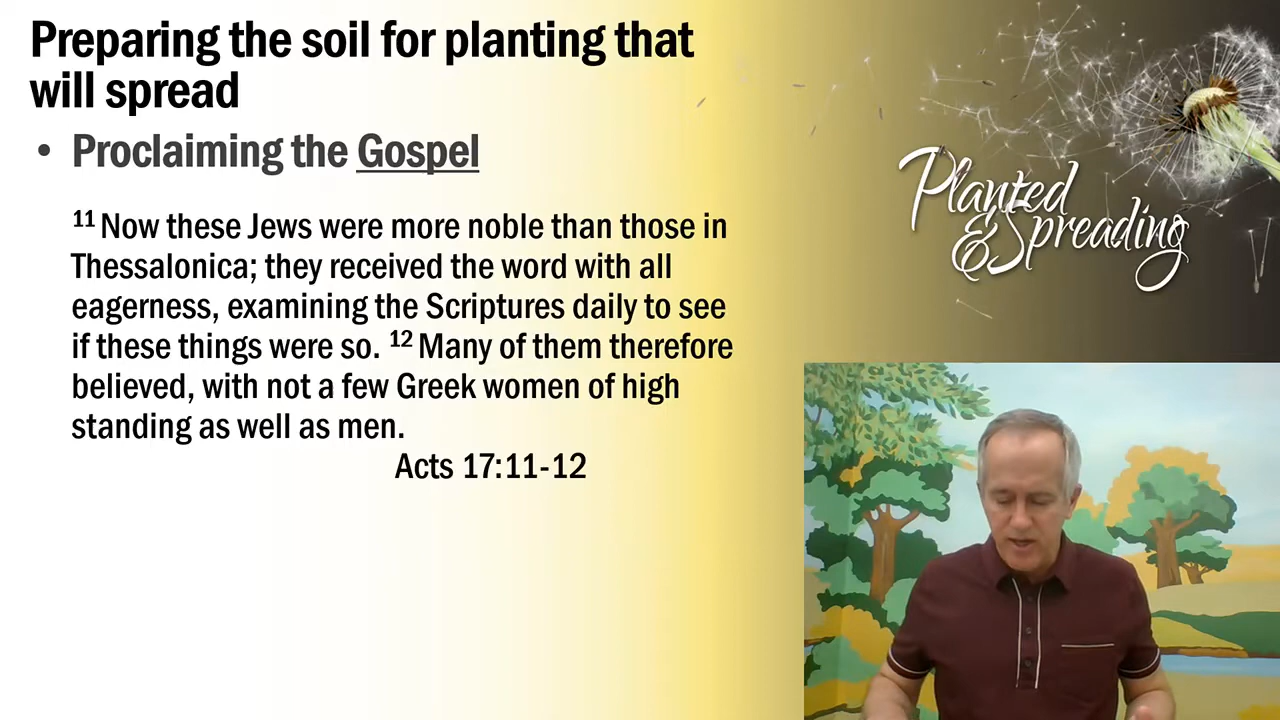 Preparing the soil for planting that
will spread
• Proclaiming the Gospel
11 Now these Jews were more noble than those in
Thessalonica; they received the word with all
eagerness, examining the Scriptures daily to see
if these things were so. 12 Many of them therefore
believed, with not a few Greek women of high
standing as well as men.
Acts 17:11-12
Planted
& Spreading